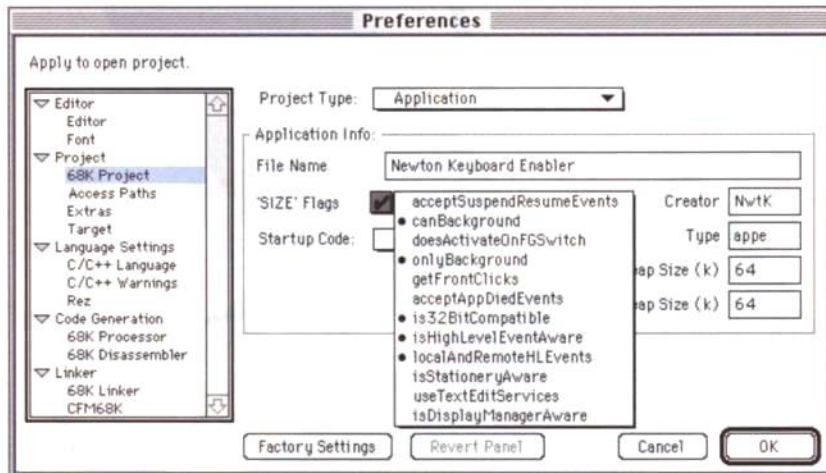 Preferences
Apply to open project.
Editor
Editor
Font
Project
68K Project
Access Paths
Extras
Target
Language Settings
C/C++ Language
C/C++ Warnings
Rez
Code Generation
68K Processor
68K Disassembler
Linker
68K Linker
CFM68K
Project Type: Application
Application Info:
File Name Newton Keyboard Enabler
'SIZE' Flags
Startup Code:
acceptSuspendResumeEvents
canBackground
doesActivateOnFGSwitch
onlyBackground
getFrontClicks
acceptAppDiedEvents
is32BitCompatible
isHighLevelEventAware
localAndRemoteHLEvents
isStationeryAware
useTextEditServices
isDisplayManagerAware
Creator NwtK
Type appe
ap Size (k) 64
ap Size (k) 64
Factory Settings
Revert Panel
Cancel
OK